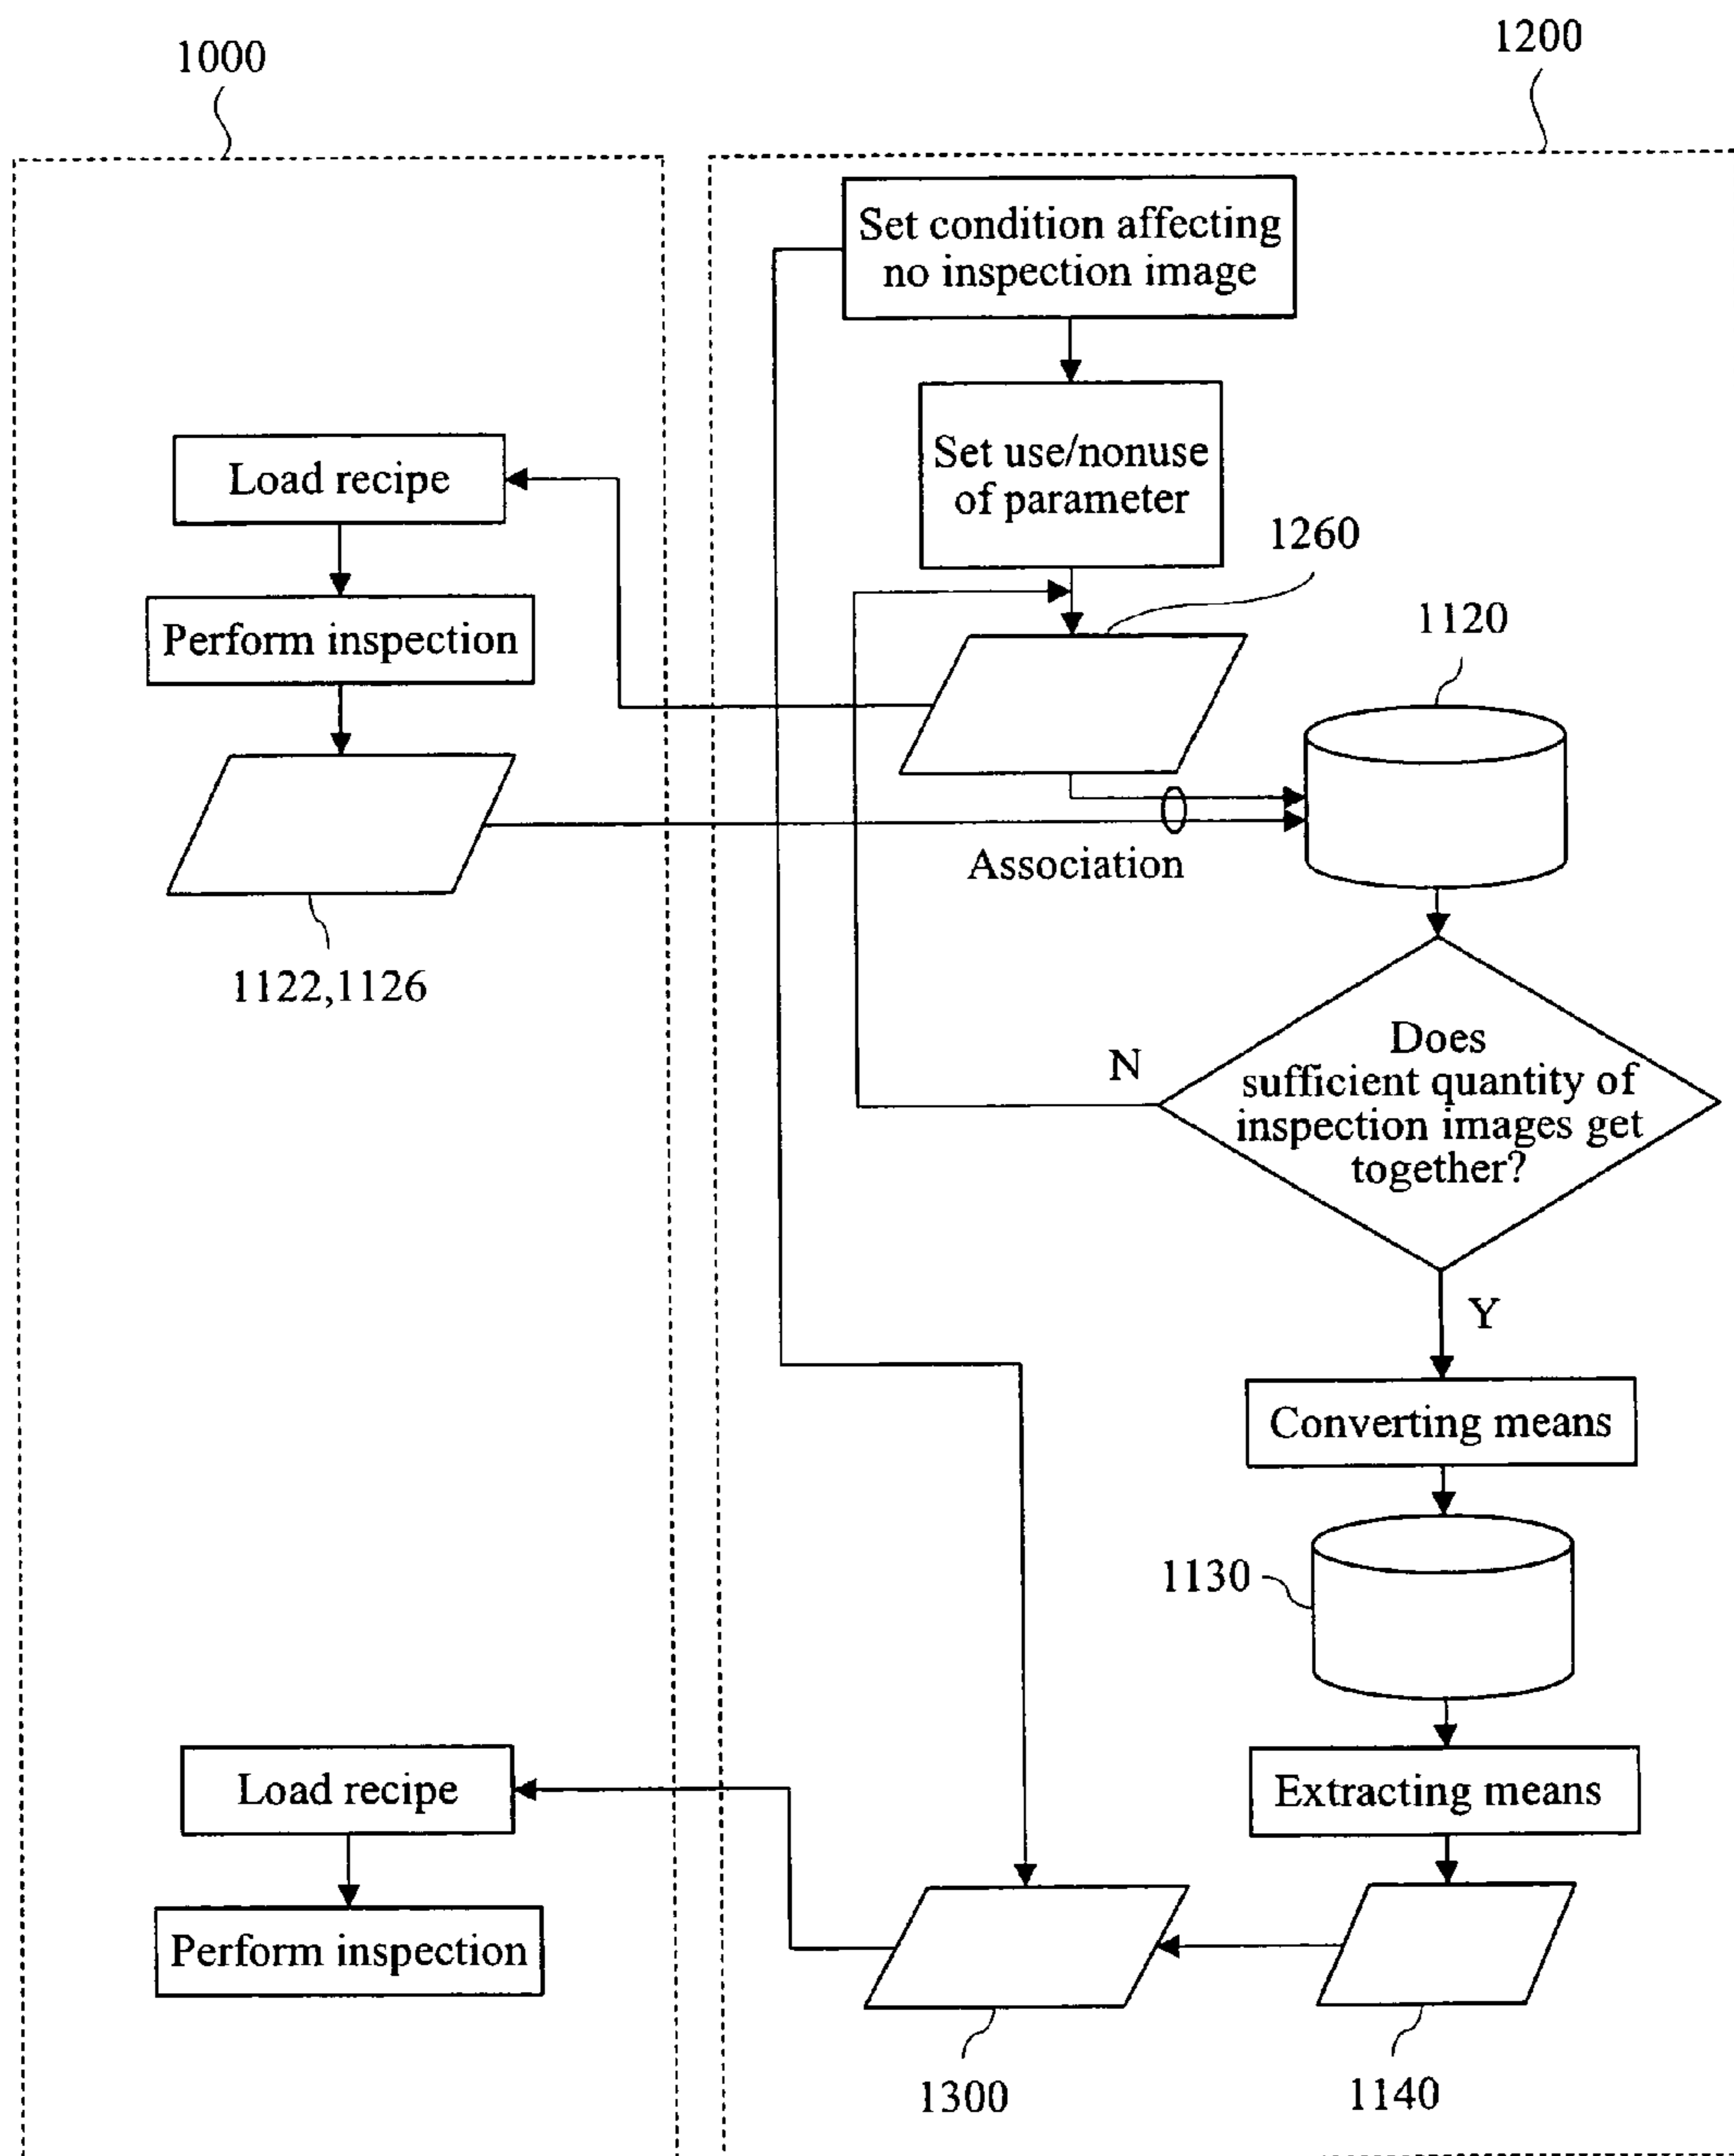 1000
1200
Set condition affecting
no inspection image
Set use/nonuse
of parameter
Load recipe
1260
Perform inspection
1120
Association
1122,1126
Does
sufficient quantity of
inspection images get
together?
N
Y
Converting means
1130
Extracting means
Load recipe
Perform inspection
1300
1140